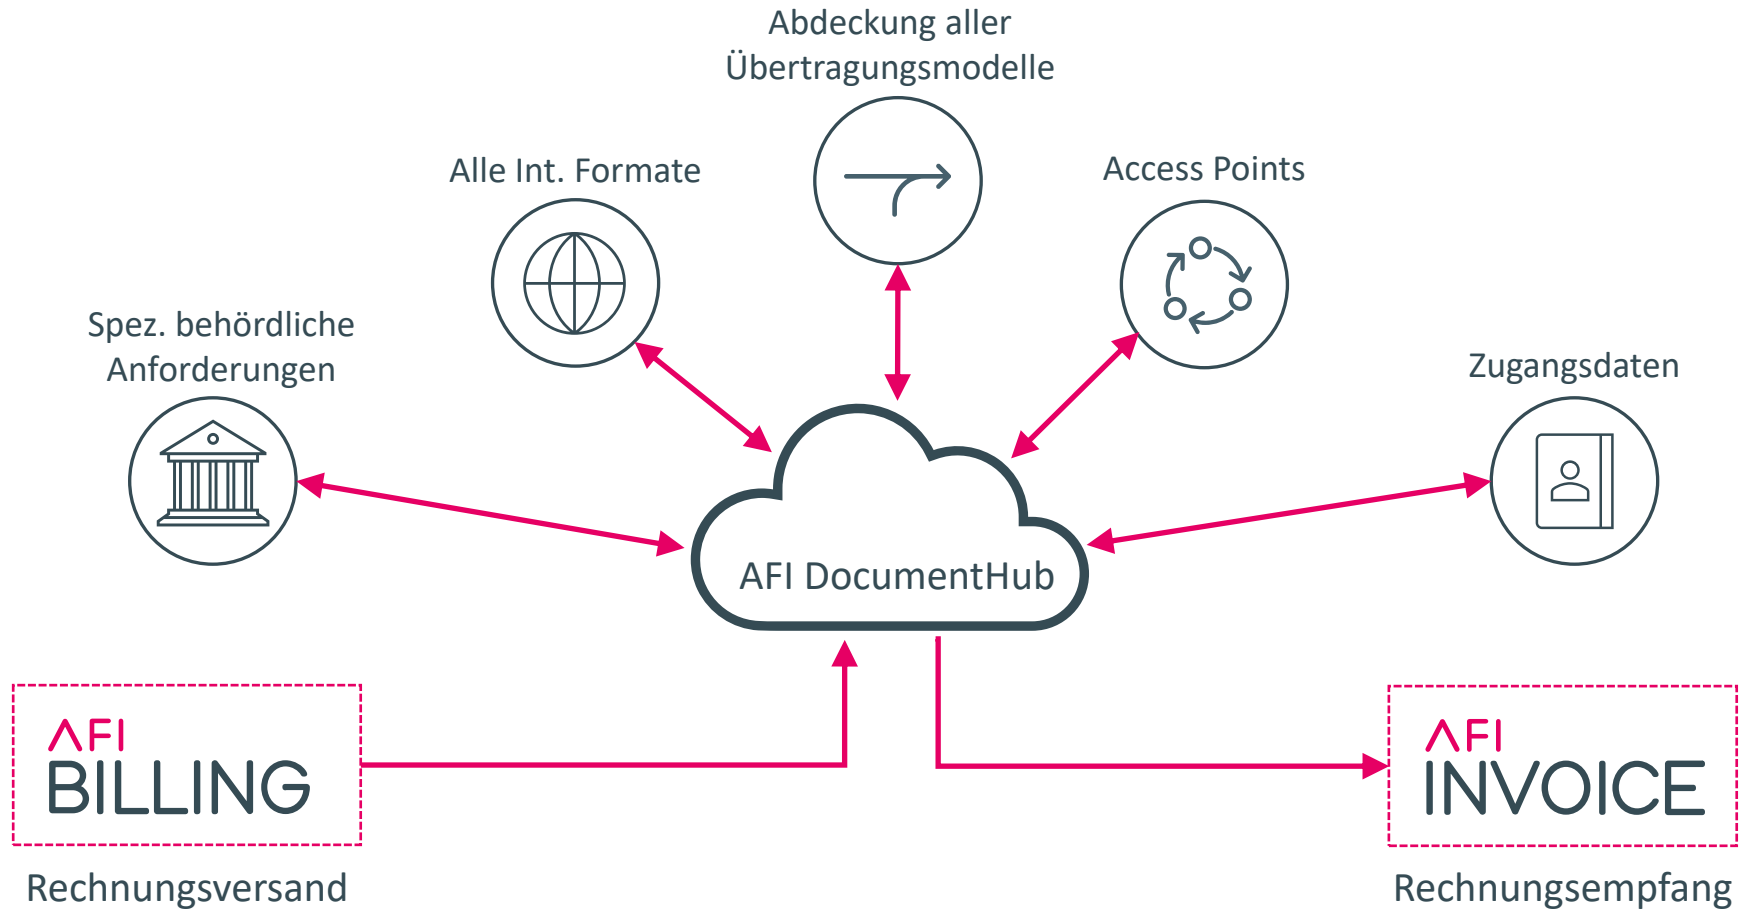 Abdeckung aller
Übertragungsmodelle
Alle Int. Formate
Access Points
Spez. behördliche
Anforderungen
Zugangsdaten
AFI DocumentHub
AFI
BILLING
Rechnungsversand
AFI
INVOICE
Rechnungsempfang